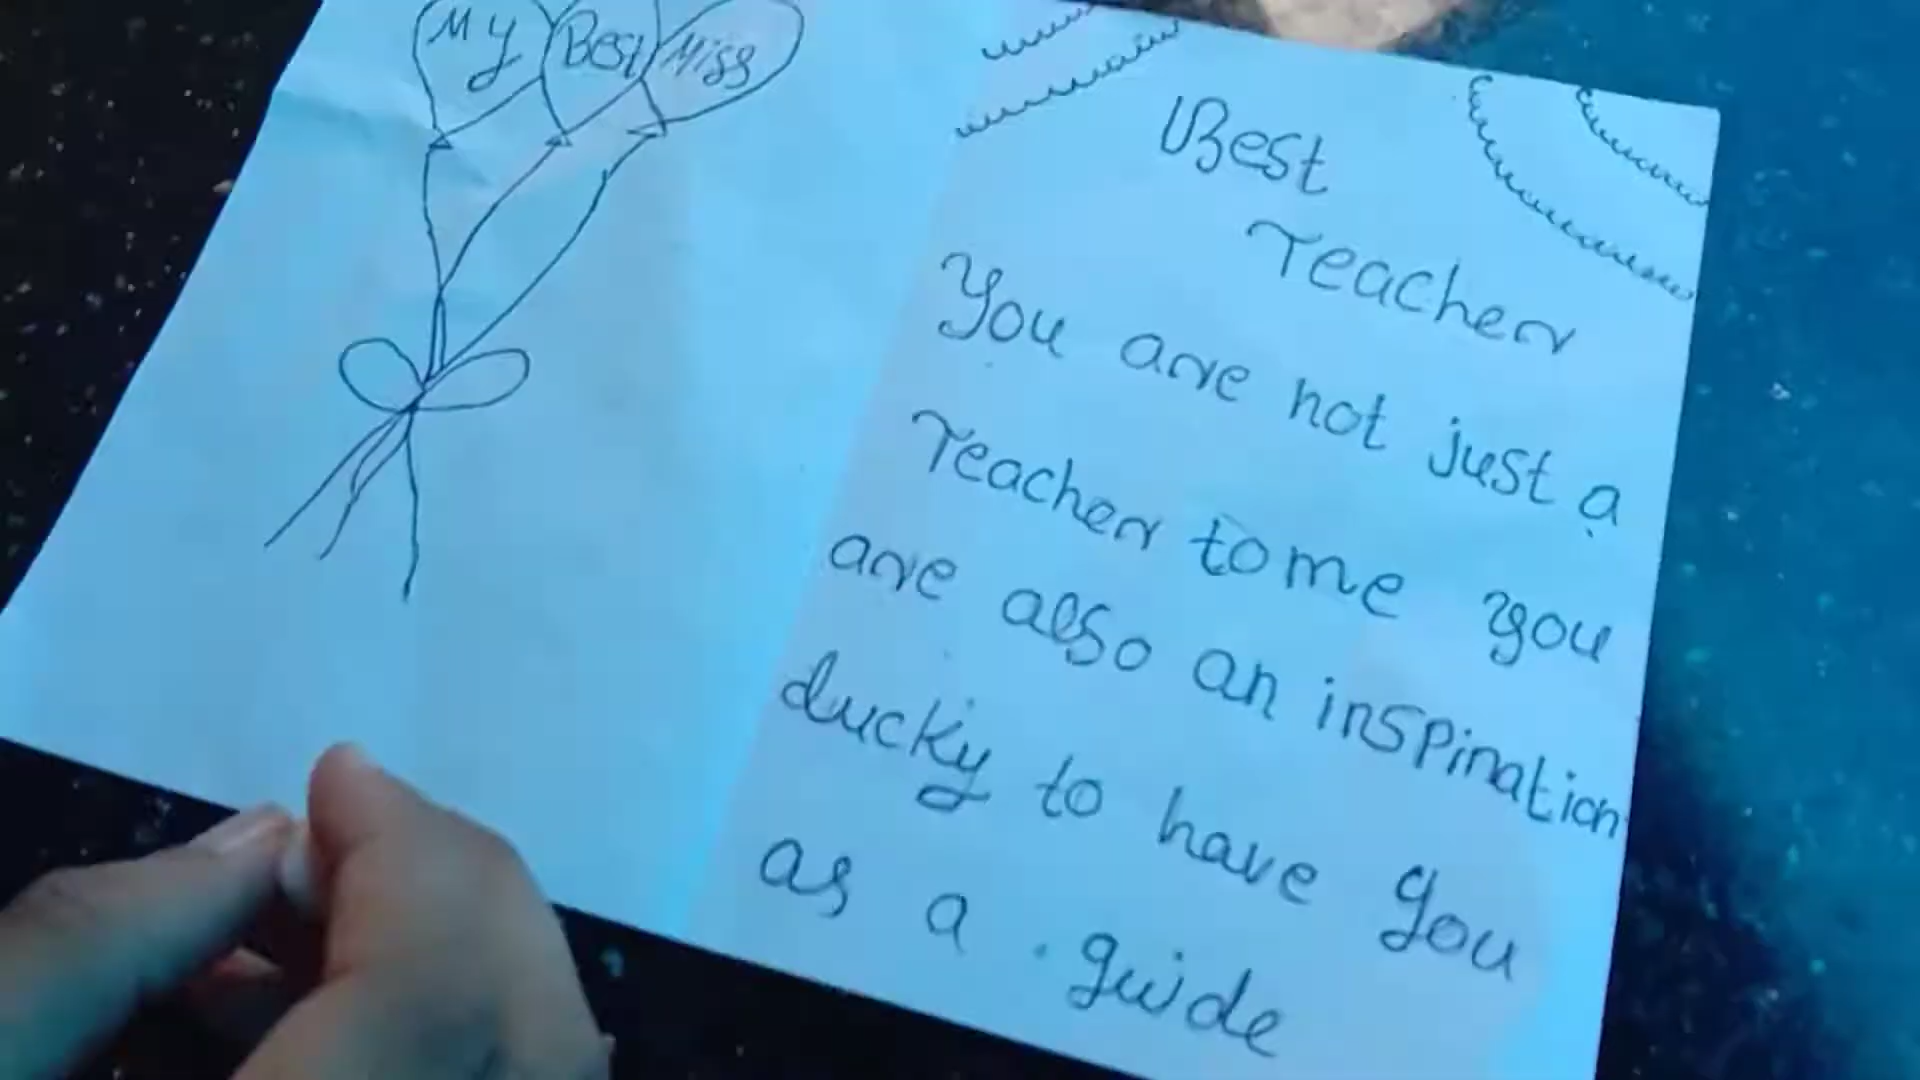 My Best Miss
Best
Teacher
You are not just a
Teacher to me you
are also an inspiration
lucky to have you
as a guide